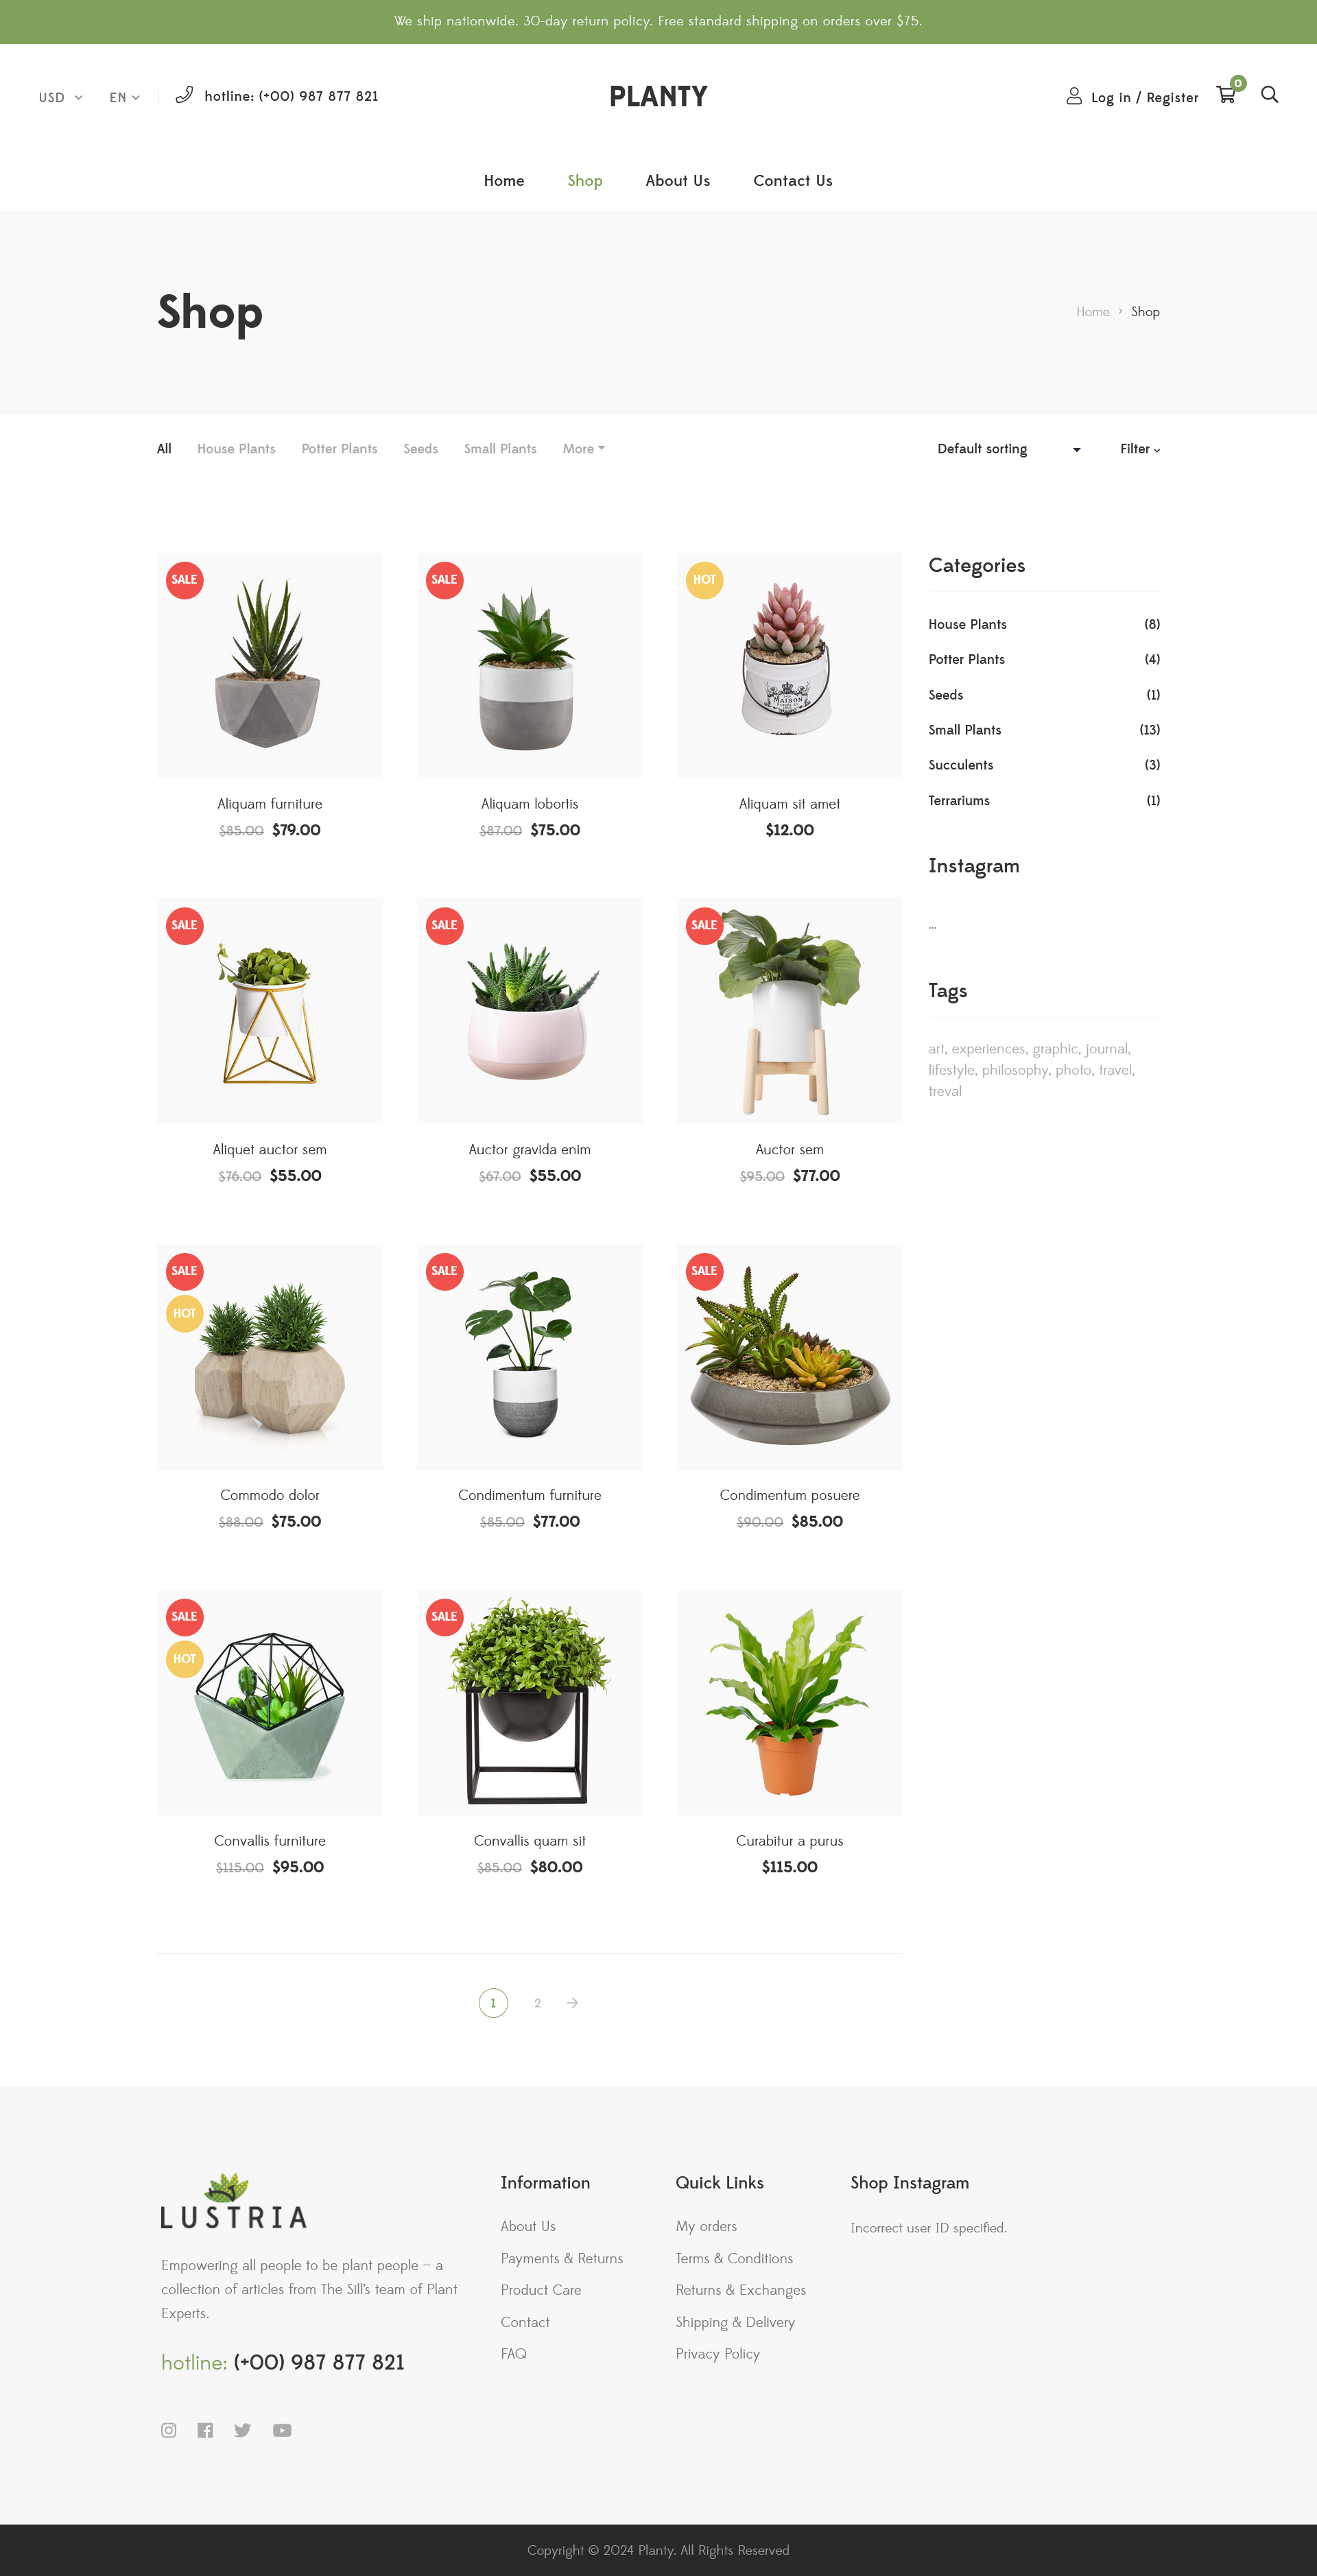 We ship nationwide. 30-day return policy. Free standard shipping on orders over $75.
USD EN hotline: (+00) 987 877 821
PLANTY
Log in / Register 0
Home Shop About Us Contact Us
Shop
Home > Shop
All House Plants Potter Plants Seeds Small Plants More
Default sorting Filter
SALE
SALE
HOT
MAISON
Aliquam furniture
$85.00 $79.00
Aliquam lobortis
$87.00 $75.00
Aliquam sit amet
$12.00
SALE
SALE
SALE
Aliquet auctor sem
$76.00 $55.00
Auctor gravida enim
$67.00 $55.00
Auctor sem
$95.00 $77.00
SALE
HOT
SALE
SALE
Commodo dolor
$88.00 $75.00
Condimentum furniture
$85.00 $77.00
Condimentum posuere
$90.00 $85.00
SALE
HOT
SALE
Convallis furniture
$115.00 $95.00
Convallis quam sit
$85.00 $80.00
Curabitur a purus
$115.00
1 2 →
Categories
House Plants (8)
Potter Plants (4)
Seeds (1)
Small Plants (13)
Succulents (3)
Terrariums (1)
Instagram
...
Tags
art, experiences, graphic, journal,
lifestyle, philosophy, photo, travel,
treval
LUSTRIA
Empowering all people to be plant people – a
collection of articles from The Sill's team of Plant
Experts.
hotline: (+00) 987 877 821
Information
About Us
Payments & Returns
Product Care
Contact
FAQ
Quick Links
My orders
Terms & Conditions
Returns & Exchanges
Shipping & Delivery
Privacy Policy
Shop Instagram
Incorrect user ID specified.
Copyright © 2024 Planty. All Rights Reserved